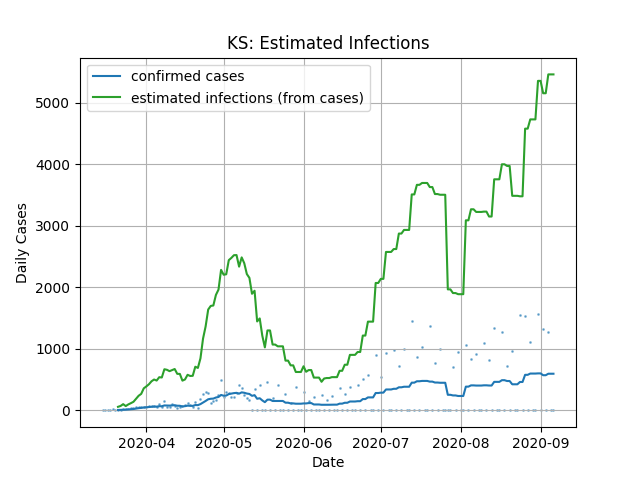 KS: Estimated Infections
confirmed cases
estimated infections (from cases)
5000
4000
3000
2000
1000
0
Daily Cases
2020-04
2020-05
2020-06
2020-07
2020-08
2020-09
Date